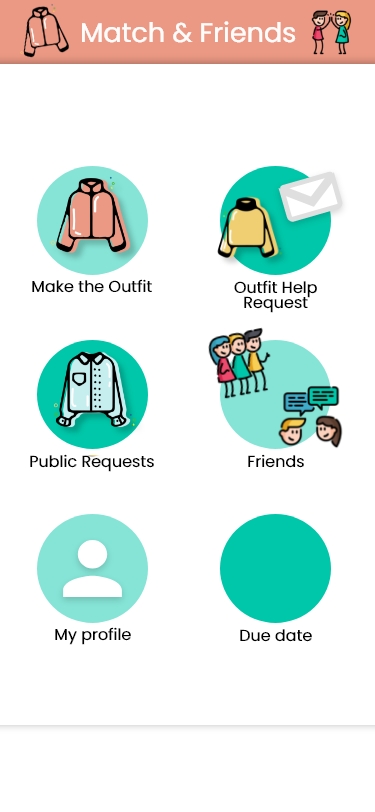 Match & Friends
Make the Outfit
Outfit Help
Request
Public Requests
Friends
My profile
Due date